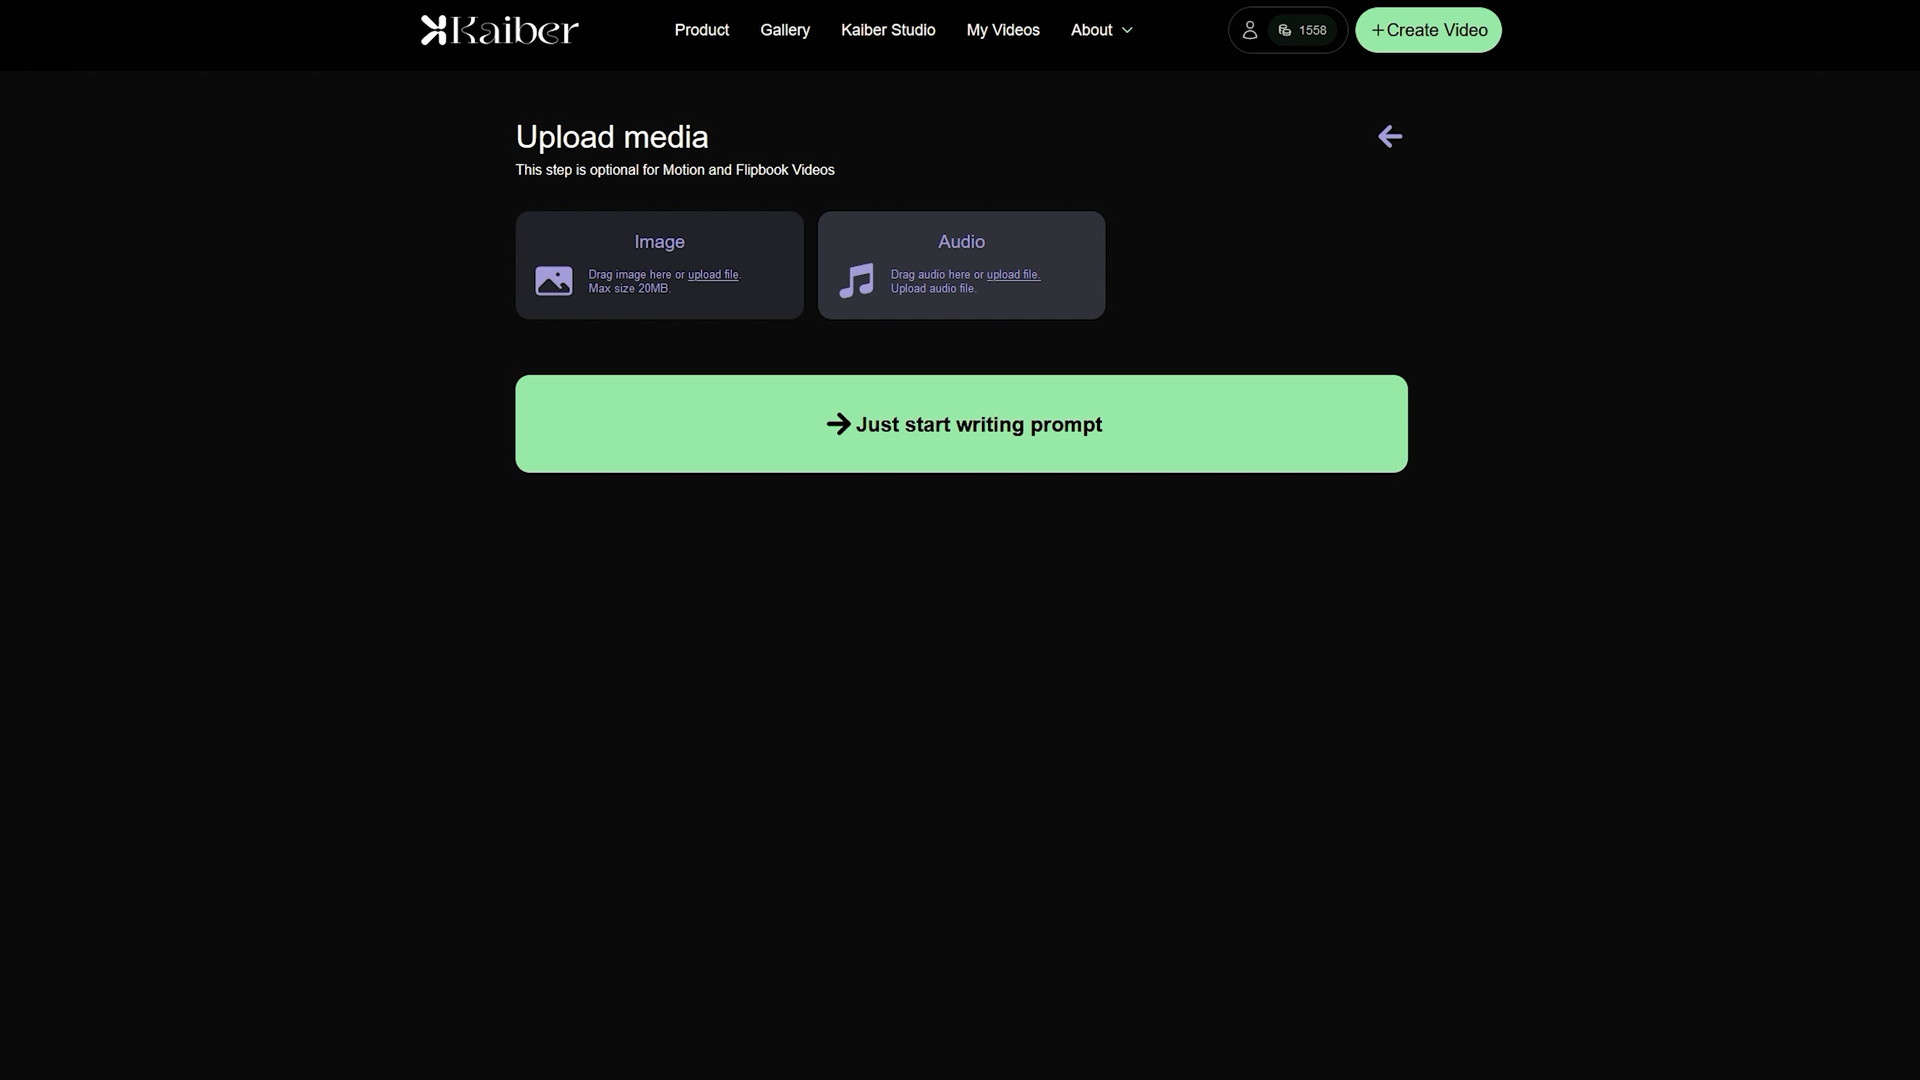 Kaiber
Product
Gallery
Kaiber Studio
My Videos
About
1558
+Create Video
Upload media
This step is optional for Motion and Flipbook Videos
Image
Drag image here or upload file.
Max size 20MB.
Audio
Drag audio here or upload file.
Upload audio file.
Just start writing prompt